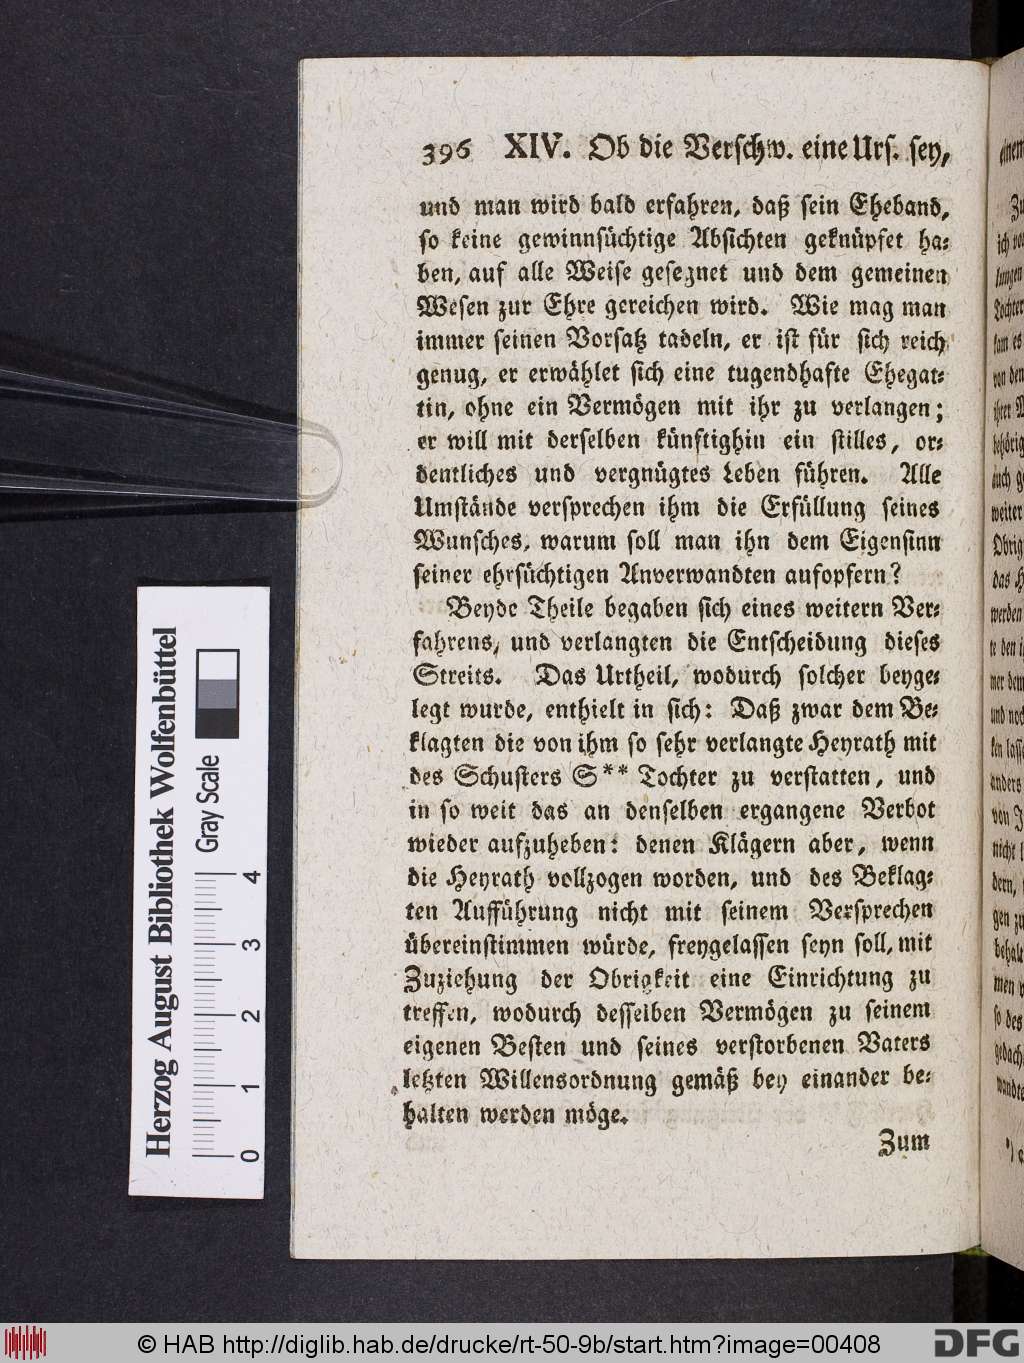 396 XIV. Ob die Verschw. eine Urs. sey,
und man wird bald erfahren, daß sein Eheband,
so keine gewinnsüchtige Absichten geknüpfet ha-
ben, auf alle Weise gesegnet und dem gemeinen
Wesen zur Ehre gereichen wird. Wie mag man
immer seinen Vorsatz tadeln, er ist für sich reich
genug, er erwählet sich eine tugendhafte Ehegat-
tin, ohne ein Vermögen mit ihr zu verlangen;
er will mit derselben künftighin ein stilles, or-
dentliches und vergnügtes Leben führen. Alle
Umstände versprechen ihm die Erfüllung seines
Wunsches, warum soll man ihn dem Eigensinn
seiner ehrsüchtigen Anverwandten aufopfern?
Beyde Theile begaben sich eines weitern Ver-
fahrens, und verlangten die Entscheidung dieses
Streits. Das Urtheil, wodurch solcher beyge-
legt wurde, enthielt in sich: Daß zwar dem Be-
klagten die von ihm so sehr verlangte Heyrath mit
des Schusters S** Tochter zu verstatten, und
in so weit das an denselben ergangene Verbot
wieder aufzuheben: denen Klägern aber, wenn
die Heyrath vollzogen worden, und des Beklag-
ten Aufführung nicht mit seinem Versprechen
übereinstimmen würde, freygelassen seyn soll, mit
Zuziehung der Obrigkeit eine Einrichtung zu
treffen, wodurch desselben Vermögen zu seinem
eigenen Besten und seines verstorbenen Vaters
letzten Willensordnung gemäß bey einander be-
halten werden möge.
Zum
Herzog August Bibliothek Wolfenbüttel
Gray Scale
0 1 2 3 4
© HAB http://diglib.hab.de/drucke/rt-50-9b/start.htm?image=00408
DFG